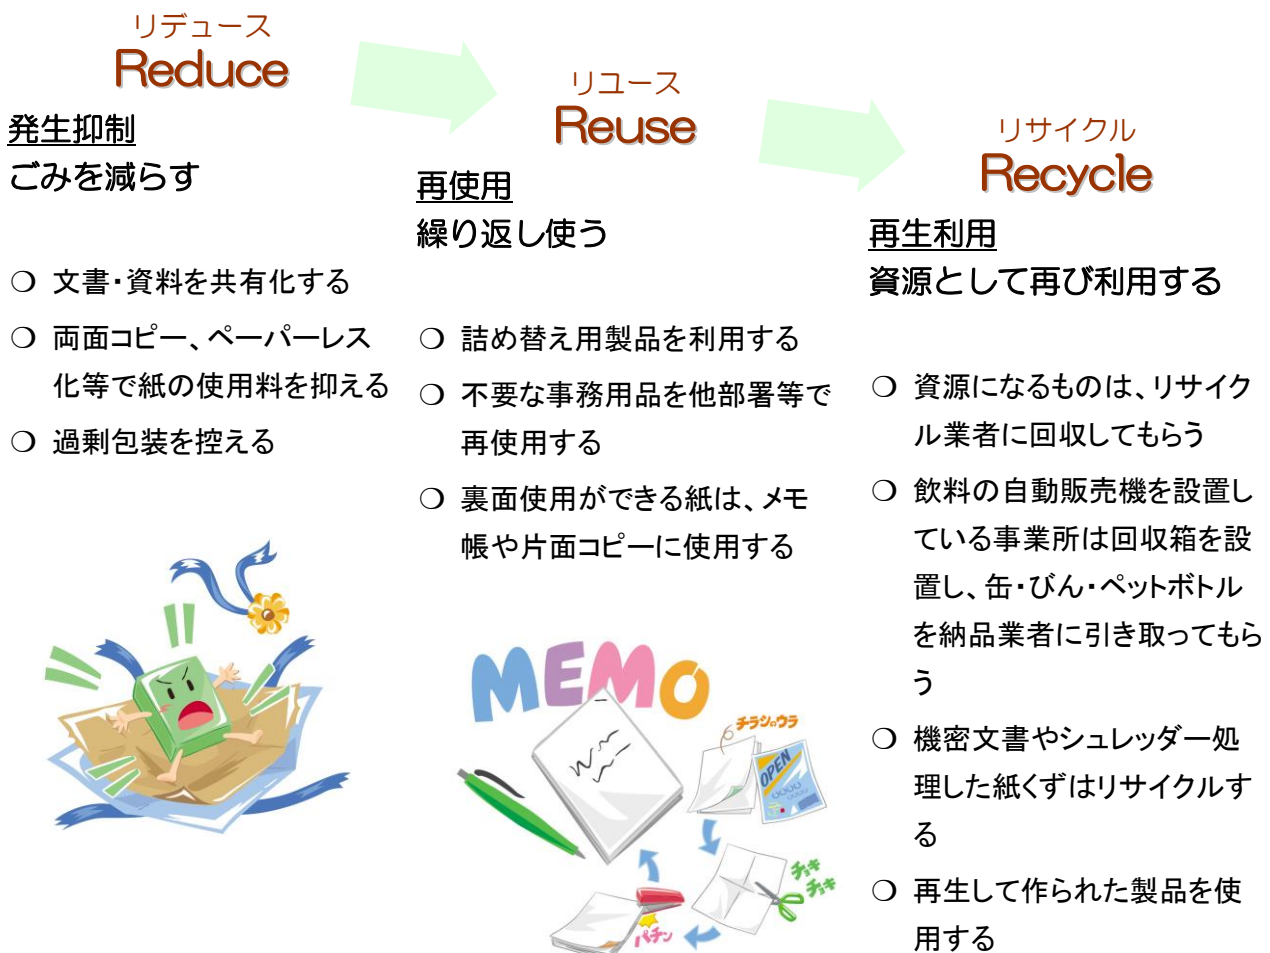 リデュース
Reduce
発生抑制
ごみを減らす
❍ 文書・資料を共有化する
❍ 両面コピー、ペーパーレス
化等で紙の使用料を抑える
❍ 過剰包装を控える
リユース
Reuse
再使用
繰り返し使う
❍ 詰め替え用製品を利用する
❍ 不要な事務用品を他部署等で
再使用する
❍ 裏面使用ができる紙は、メモ
帳や片面コピーに使用する
MEMO
チラシのウラ
OPEN
チョキ
チョキ
パチン
リサイクル
Recycle
再生利用
資源として再び利用する
❍ 資源になるものは、リサイク
ル業者に回収してもらう
❍ 飲料の自動販売機を設置し
ている事業所は回収箱を設
置し、缶・びん・ペットボトル
を納品業者に引き取ってもら
う
❍ 機密文書やシュレッダー処
理した紙くずはリサイクルす
る
❍ 再生して作られた製品を使
用する